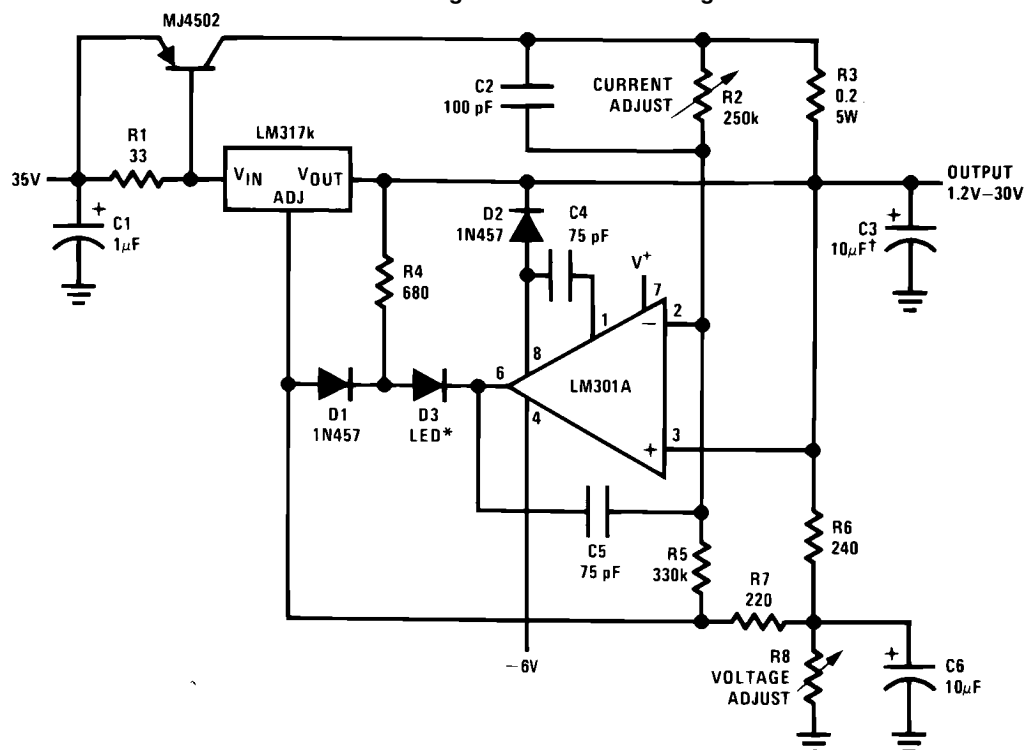 MJ4502
R1
33
35V
C1
1µF
+
LM317k
VIN
VOUT
ADJ
C2
100 pF
CURRENT
ADJUST
R2
250k
R3
0.2
5W
OUTPUT
1.2V–30V
+
C3
10µF†
D2
1N457
C4
75 pF
R4
680
V+
7
1
2
−
8
6
LM301A
4
3
+
D1
1N457
D3
LED*
C5
75 pF
R5
330k
R6
240
R7
220
−6V
R8
VOLTAGE
ADJUST
+
C6
10µF